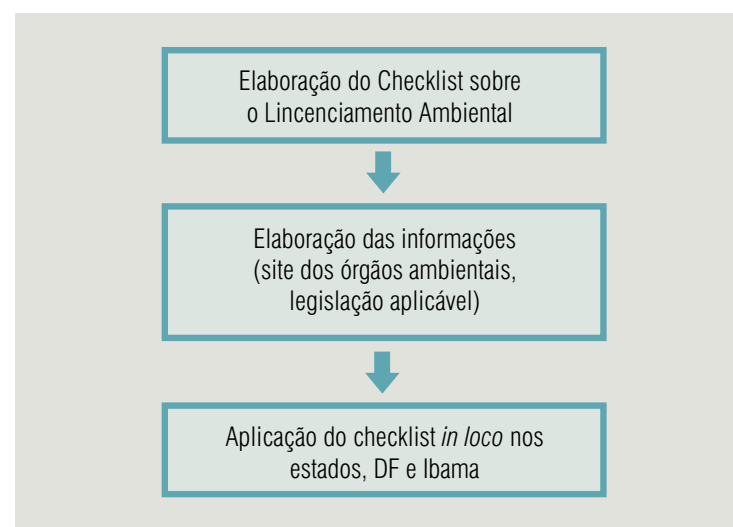 Elaboração do Checklist sobre
o Lincenciamento Ambiental
Elaboração das informações
(site dos órgãos ambientais,
legislação aplicável)
Aplicação do checklist in loco nos
estados, DF e Ibama